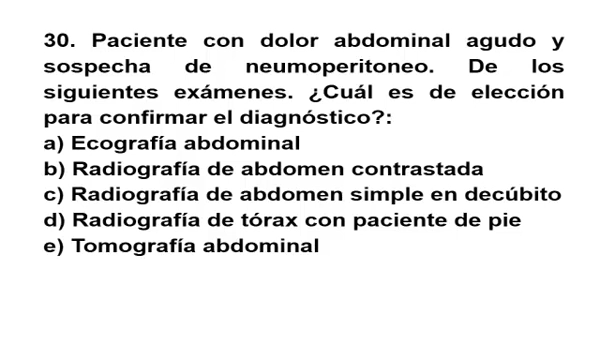 30. Paciente con dolor abdominal agudo y
sospecha de neumoperitoneo. De los
siguientes exámenes. ¿Cuál es de elección
para confirmar el diagnóstico?:
a) Ecografía abdominal
b) Radiografía de abdomen contrastada
c) Radiografía de abdomen simple en decúbito
d) Radiografía de tórax con paciente de pie
e) Tomografía abdominal